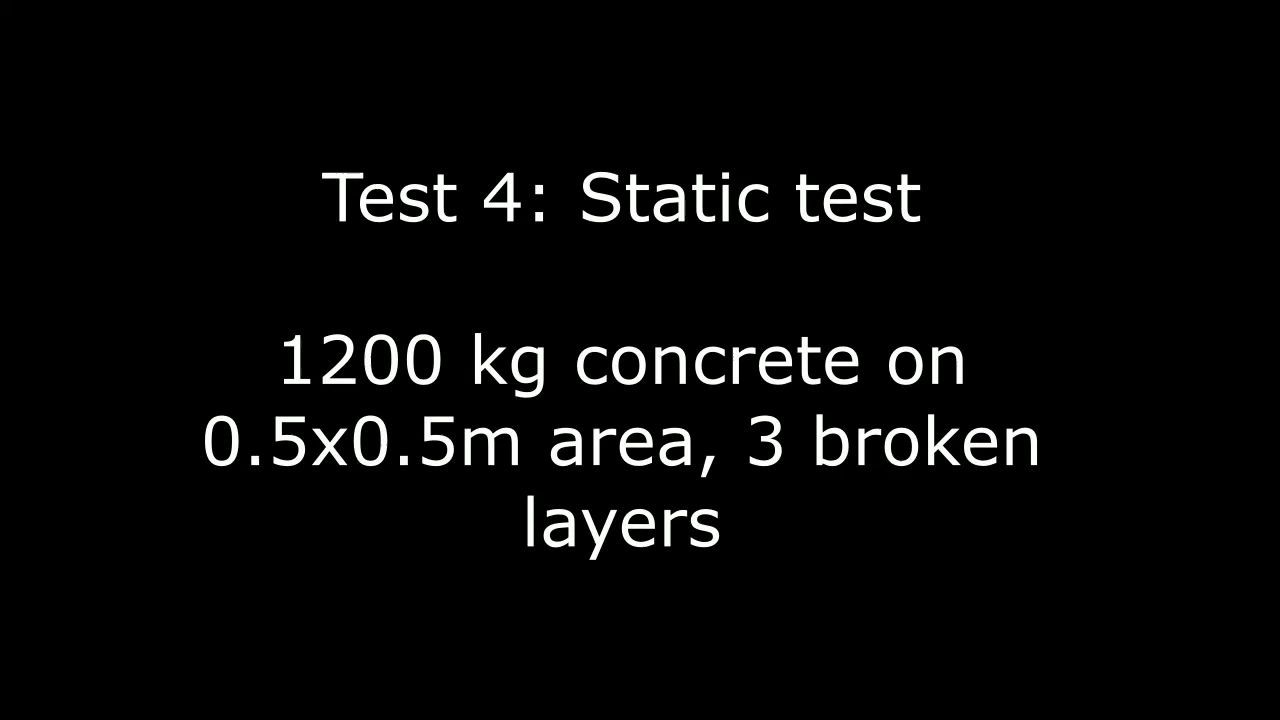 Test 4: Static test
1200 kg concrete on
0.5x0.5m area, 3 broken
layers